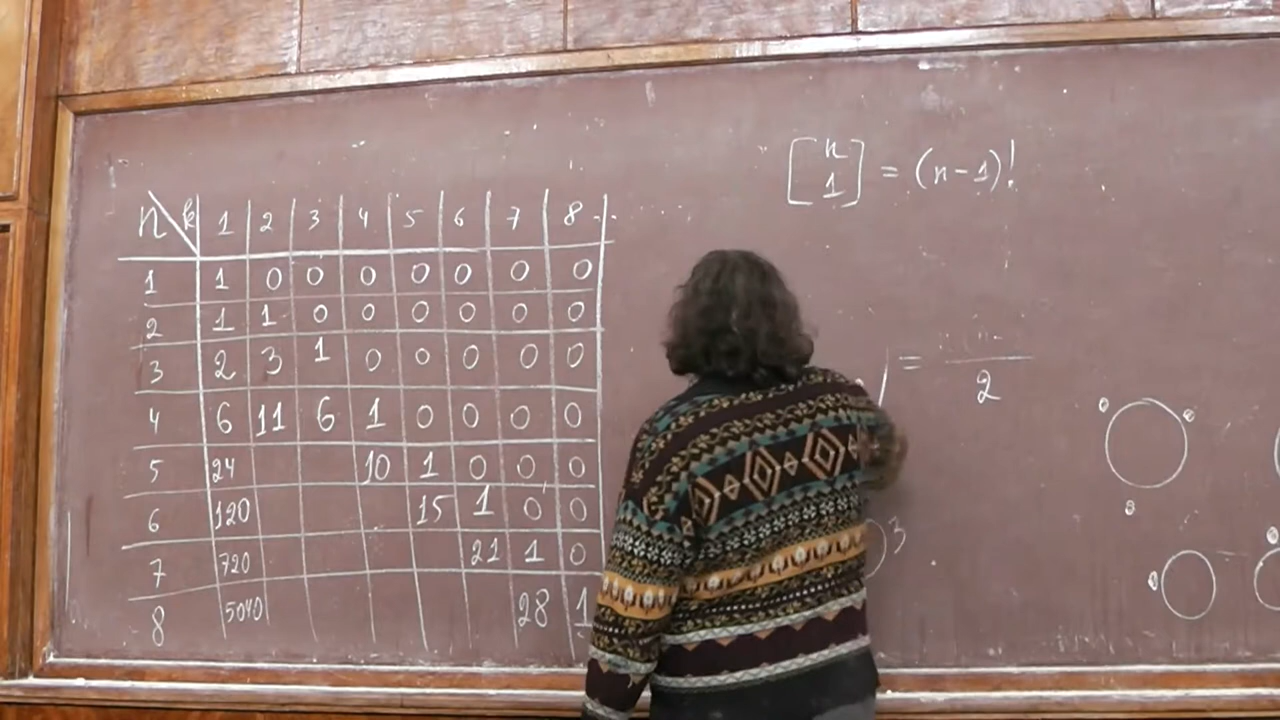 n k 1 2 3 4 5 6 7 8 ...
1 1 0 0 0 0 0 0 0
2 1 1 0 0 0 0 0 0
3 2 3 1 0 0 0 0 0
4 6 11 6 1 0 0 0 0
5 24 10 1 0 0 0
6 120 15 1 0 0
7 720 21 1 0
8 5040 28 1
[n 1] = (n-1)!
= 2
3